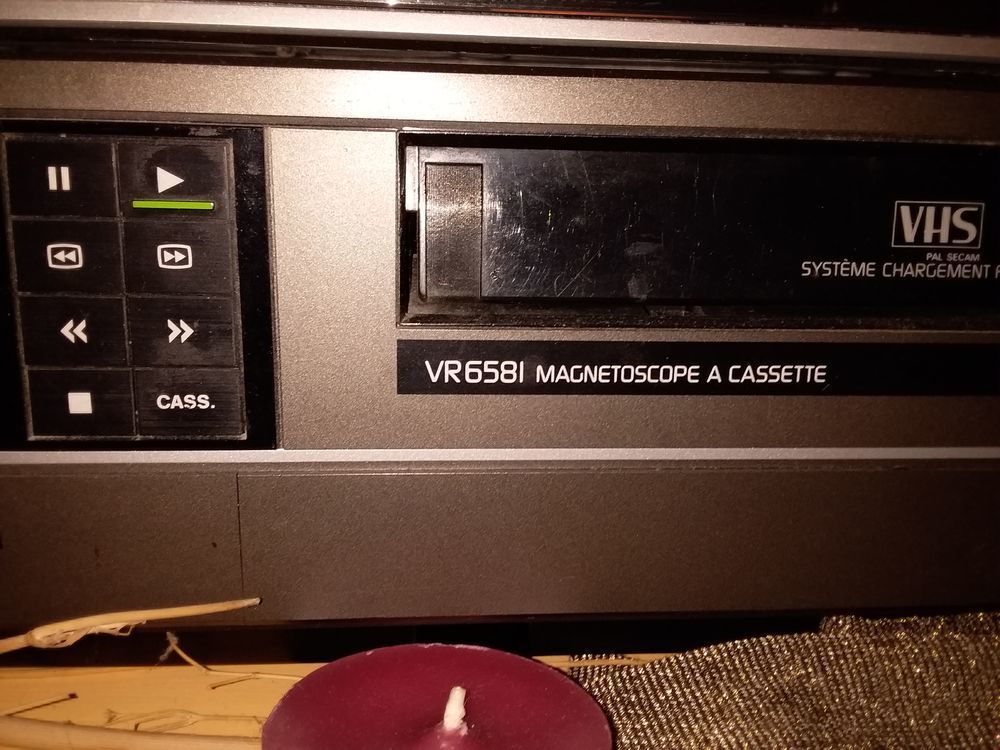 CASS.
VHS
PAL SECAM
SYSTÈME CHARGEMENT
VR6581 MAGNETOSCOPE A CASSETTE